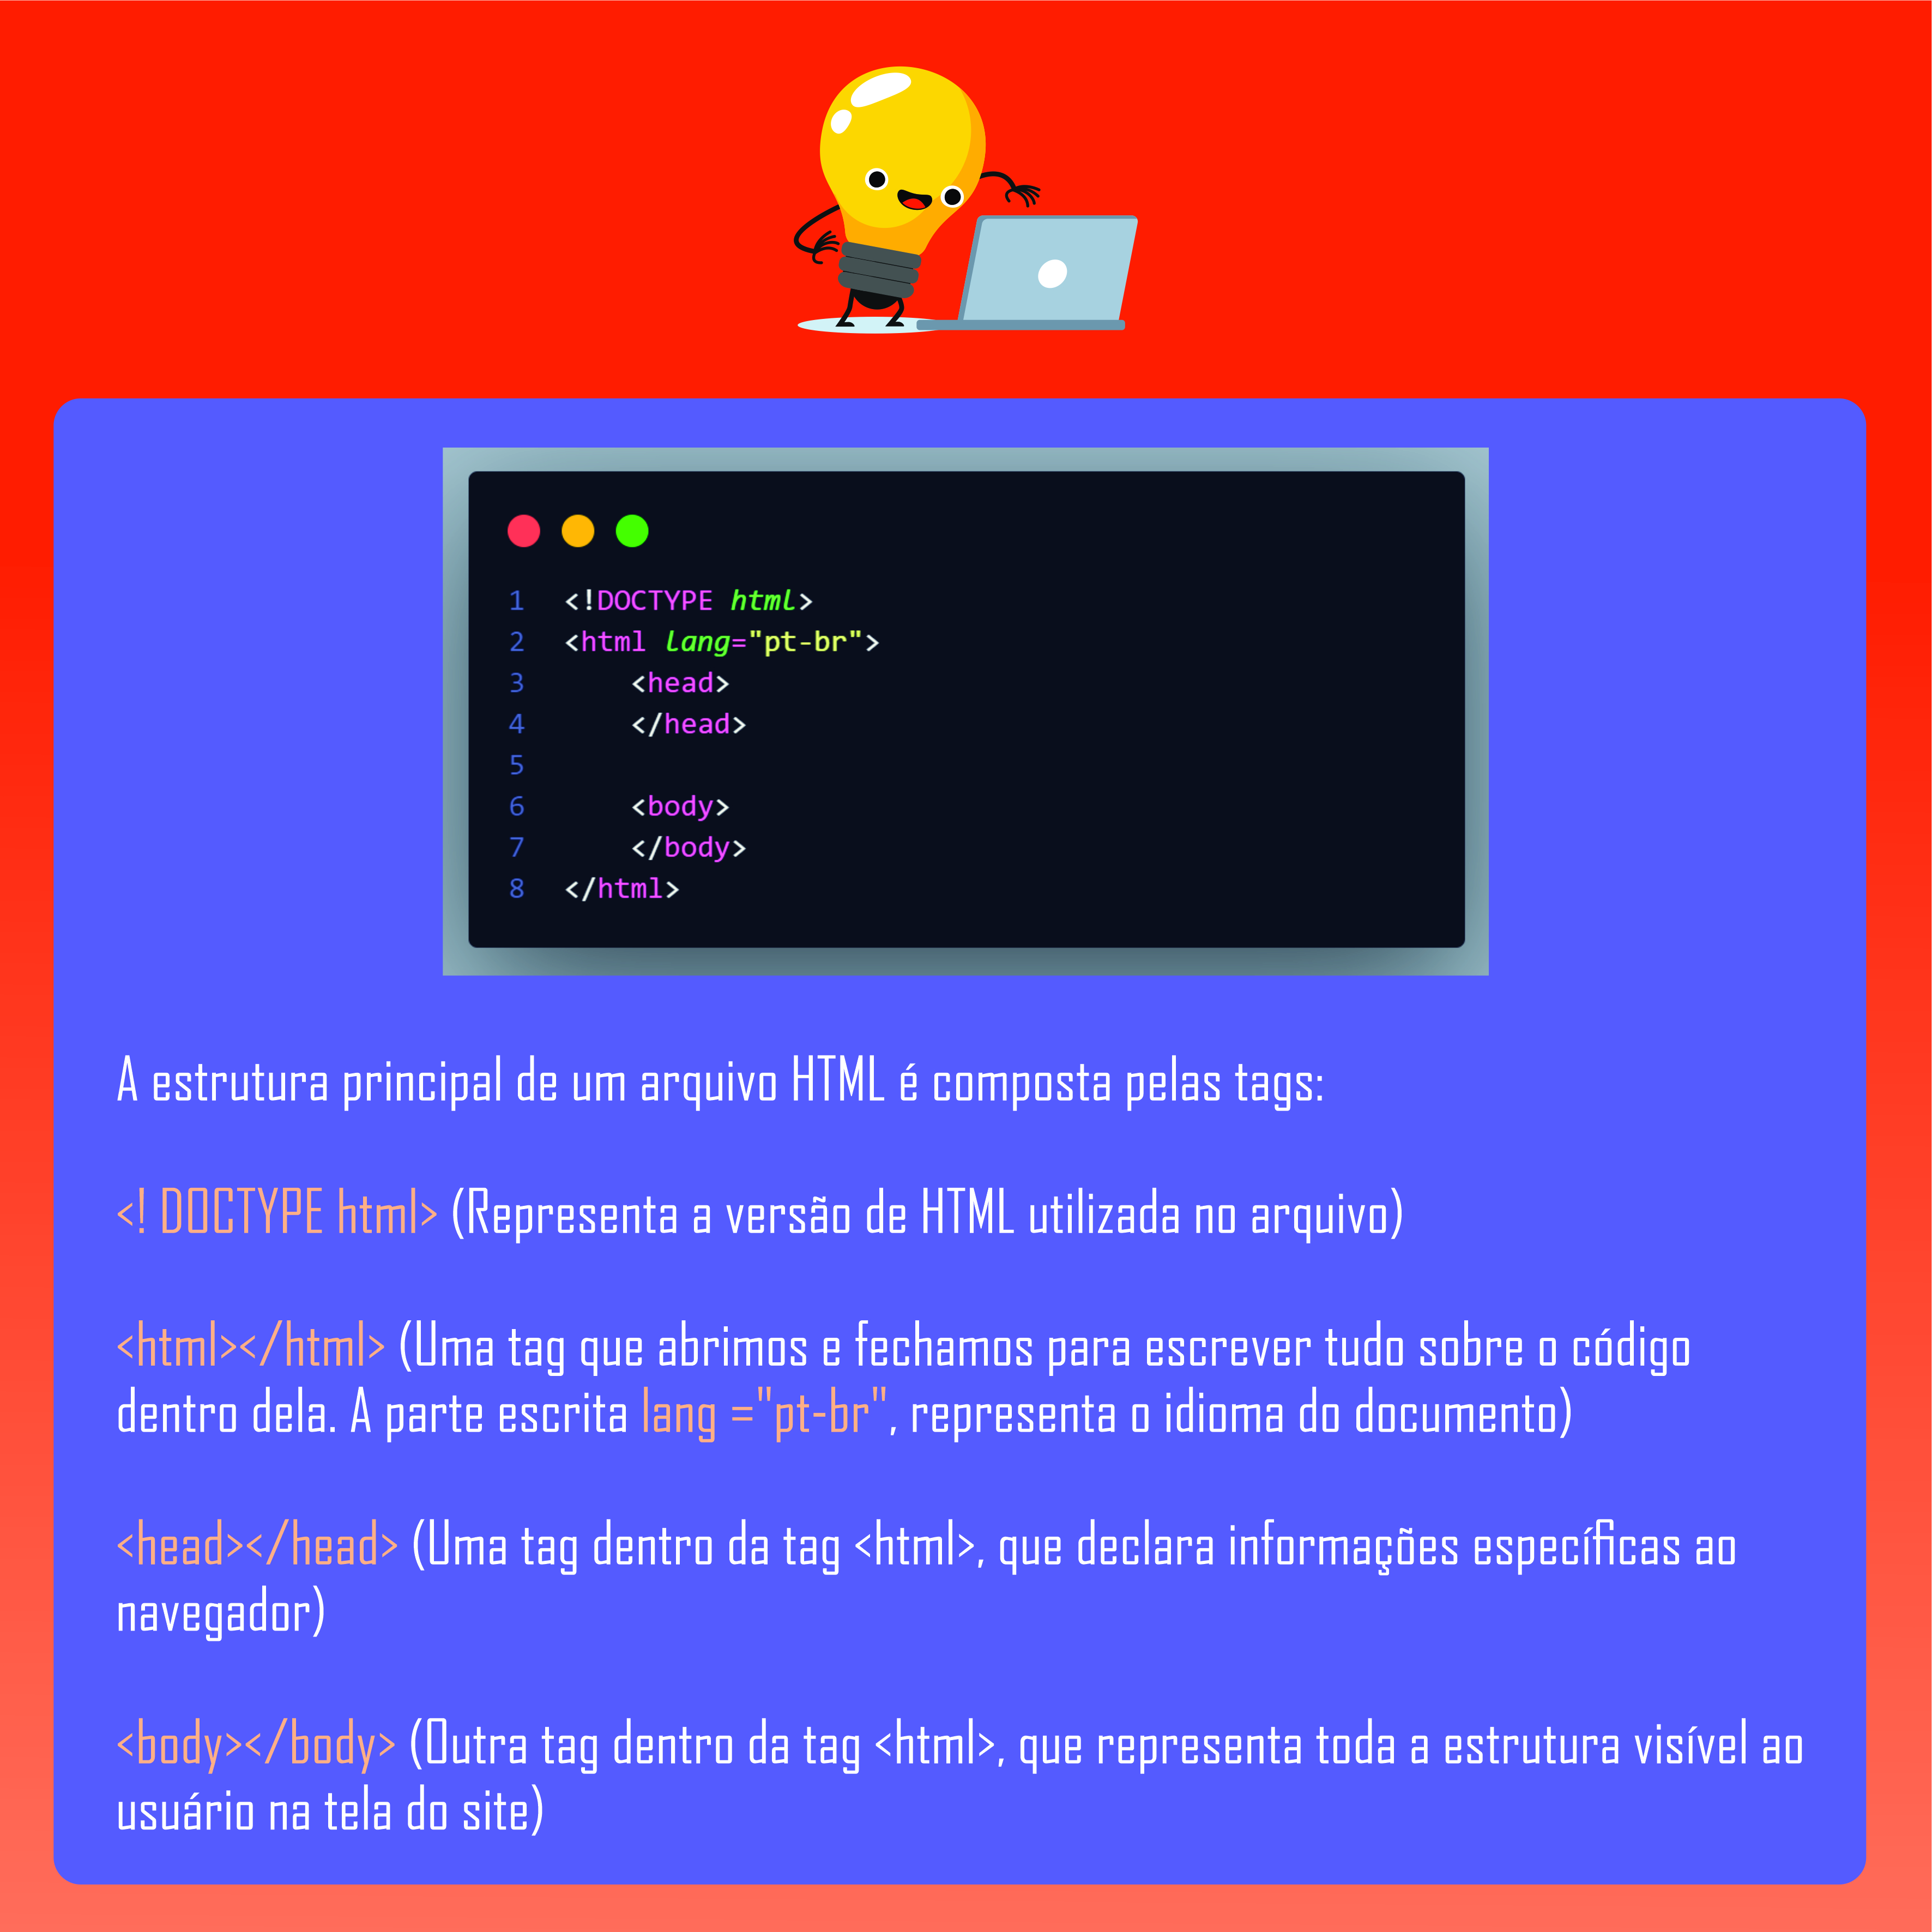 1 <!DOCTYPE html>
2 <html lang="pt-br">
3 <head>
4 </head>
5
6 <body>
7 </body>
8 </html>
A estrutura principal de um arquivo HTML é composta pelas tags:
<! DOCTYPE html> (Representa a versão de HTML utilizada no arquivo)
<html></html> (Uma tag que abrimos e fechamos para escrever tudo sobre o código
dentro dela. A parte escrita lang ="pt-br", representa o idioma do documento)
<head></head> (Uma tag dentro da tag <html>, que declara informações específicas ao
navegador)
<body></body> (Outra tag dentro da tag <html>, que representa toda a estrutura visível ao
usuário na tela do site)